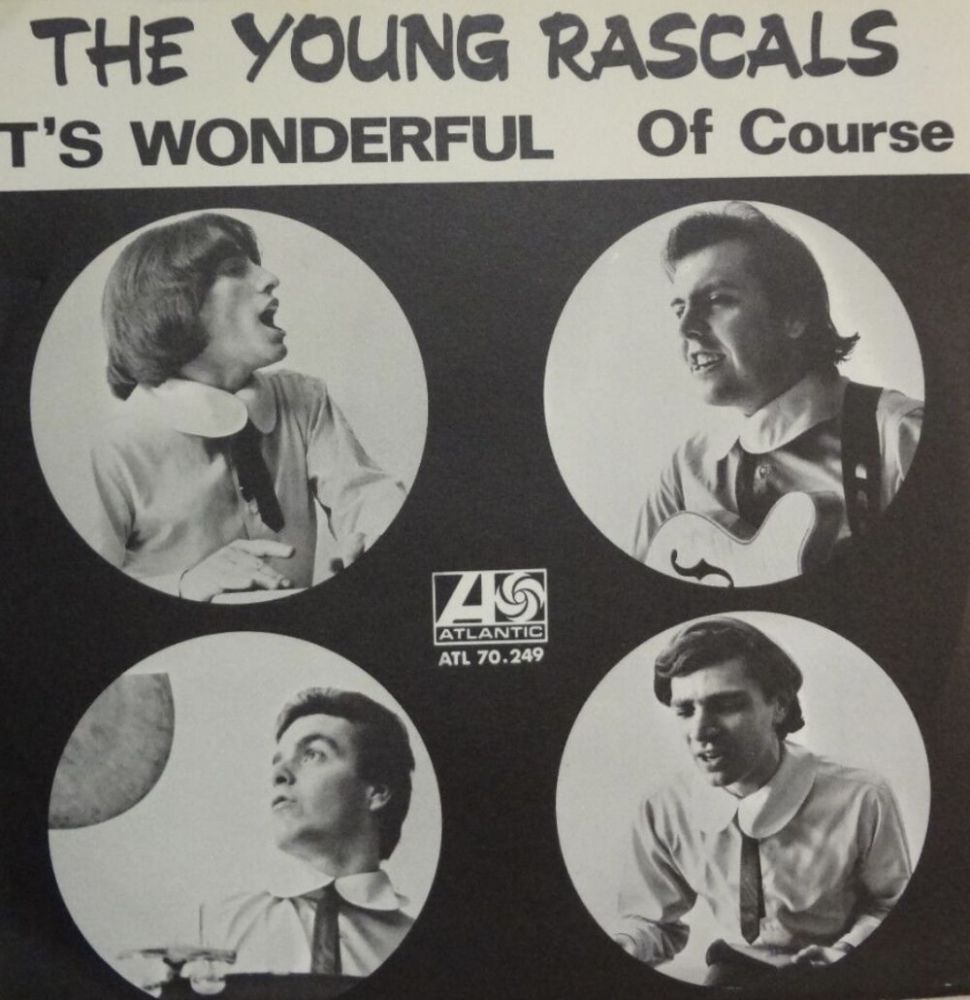 THE YOUNG RASCALS
T'S WONDERFUL Of Course
ATLANTIC
ATL 70.249